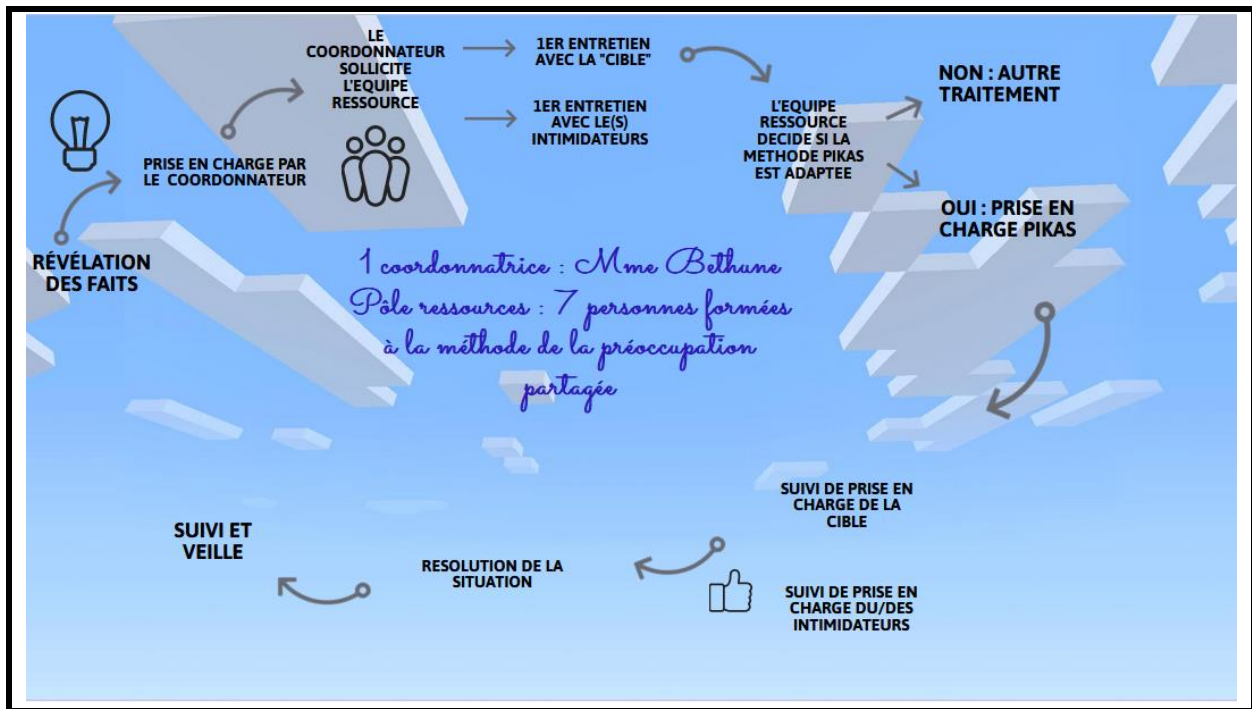 RÉVÉLATION
DES FAITS
PRISE EN CHARGE PAR
LE COORDONNATEUR
LE
COORDONNATEUR
SOLLICITE
L'EQUIPE
RESSOURCE
1ER ENTRETIEN
AVEC LA "CIBLE"
1ER ENTRETIEN
AVEC LE(S)
INTIMIDATEURS
L'EQUIPE
RESSOURCE
DECIDE SI LA
METHODE PIKAS
EST ADAPTEE
NON : AUTRE
TRAITEMENT
OUI : PRISE EN
CHARGE PIKAS
1 coordonnatrice : Mme Bethune
Pôle ressources : 7 personnes formées
à la méthode de la préoccupation
partagée
SUIVI DE PRISE EN
CHARGE DE LA
CIBLE
SUIVI DE PRISE EN
CHARGE DU/DES
INTIMIDATEURS
RESOLUTION DE LA
SITUATION
SUIVI ET
VEILLE